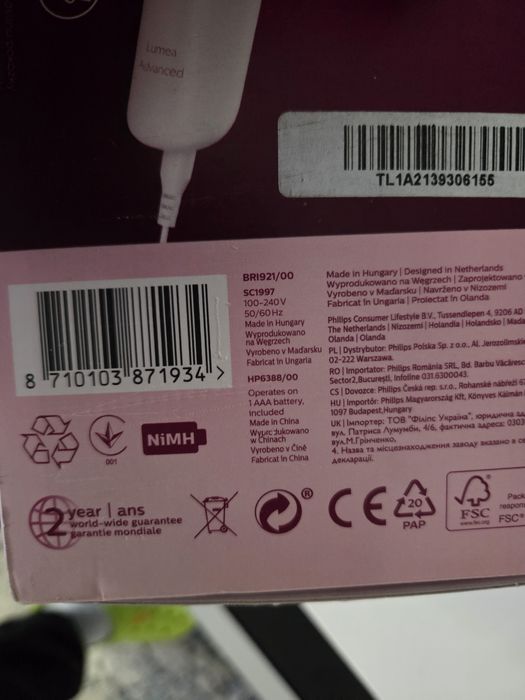 Lumea
Advanced
TL1A2139306155
BRI921/00
SC1997
100-240V
50/60Hz
Made in Hungary
Wyprodukowano
na Węgrzech
Vyrobeno v Maďarsku
Fabricat în Ungaria
HP6388/00
Operates on
1 AAA battery,
included
Made in China
Wyprodukowano
w Chinach
Vyrobeno v Číně
Fabricat în China
Made in Hungary | Designed in Netherlands
Wyprodukowano na Węgrzech | Zaprojektowano
Vyrobeno v Maďarsku | Navrženo v Nizozemí
Fabricat în Ungaria | Proiectat în Olanda
Philips Consumer Lifestyle B.V., Tussendiepen 4, 9206 AD
The Netherlands | Nizozemí | Holandia | Holandsko |
Olanda | Olanda
PL | Dystrybutor: Philips Polska Sp. z o.o., Al. Jerozolimskie
02-222 Warszawa.
RO | Importator: Philips România SRL, Bd. Barbu Văcărescu
Sector2, București, Infoline 031.6300043.
CS | Dovozce: Philips Česká rep. s.r.o., Rohanské nábřeží
HU | Importőr: Philips Magyarország Kft, Könyves Kálmán
1097 Budapest, Hungary
UK | Імпортер: ТОВ "Філіпс Україна", юридична
вул. Патриса Лумумби, 4/6, фактична адреса: 0303
вул.М.Грінченко,
4. Назва та місцезнаходження заводу вказано в
декларації.
8 710103 871934 >
001
NiMH
2 year | ans
world-wide guarantee
garantie mondiale
®
CE
20
PAP
FSC
www.fsc.org
FSC®